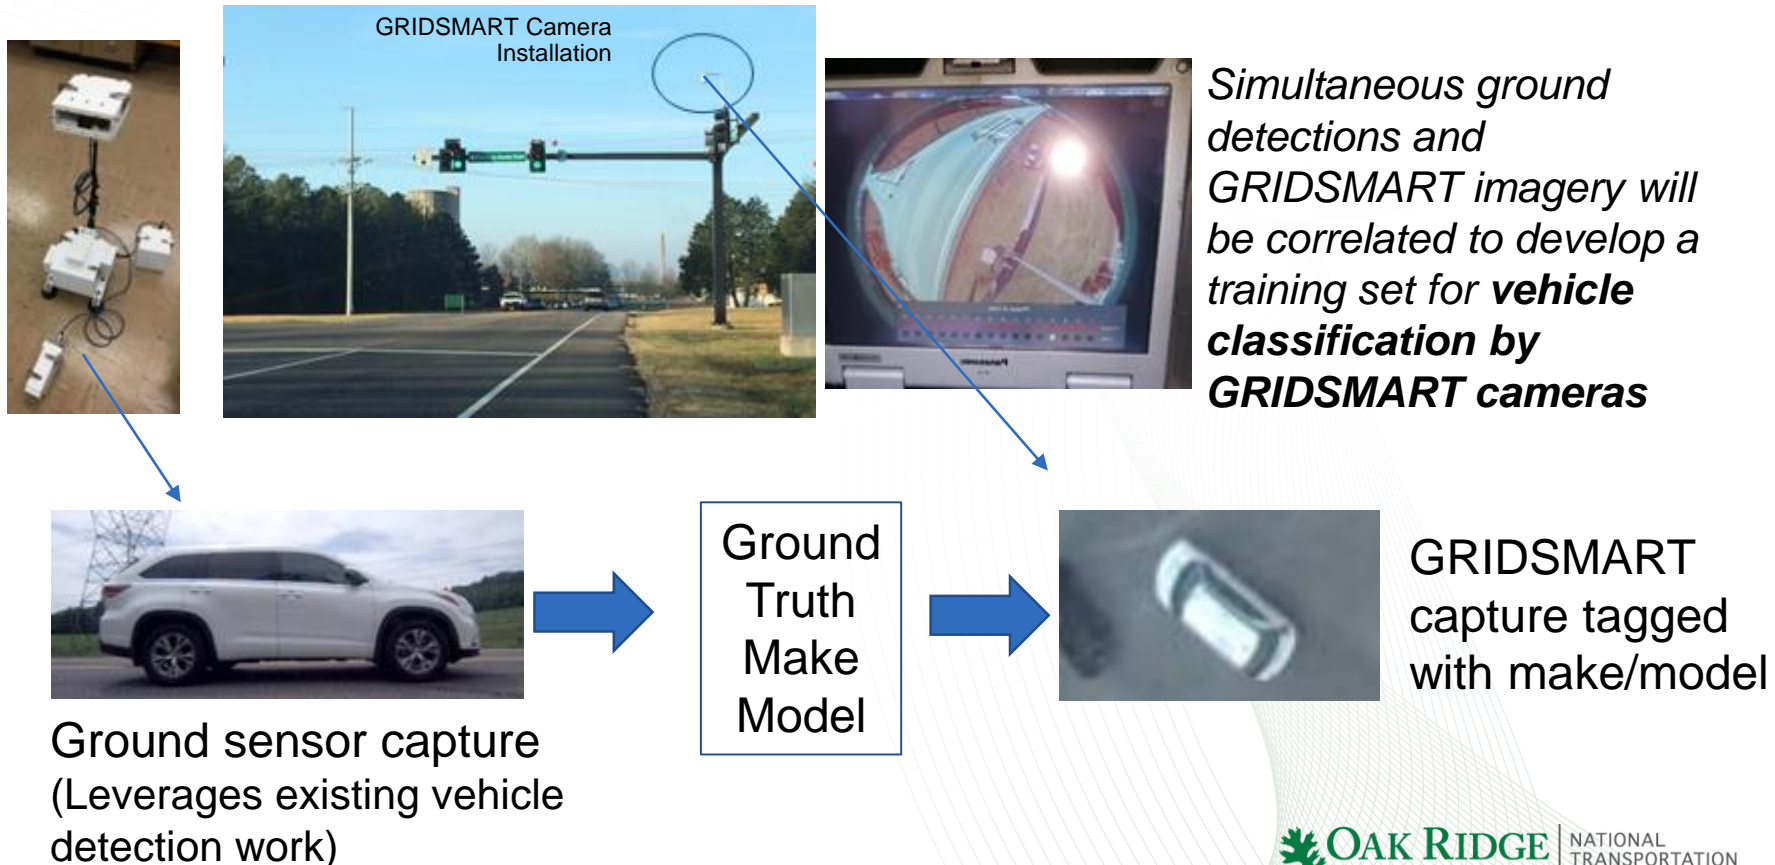 GRIDSMART Camera
Installation
Simultaneous ground
detections and
GRIDSMART imagery will
be correlated to develop a
training set for vehicle
classification by
GRIDSMART cameras
Ground
Truth
Make
Model
GRIDSMART
capture tagged
with make/model
Ground sensor capture
(Leverages existing vehicle
detection work)
OAK RIDGE
NATIONAL
TRANSPORTATION